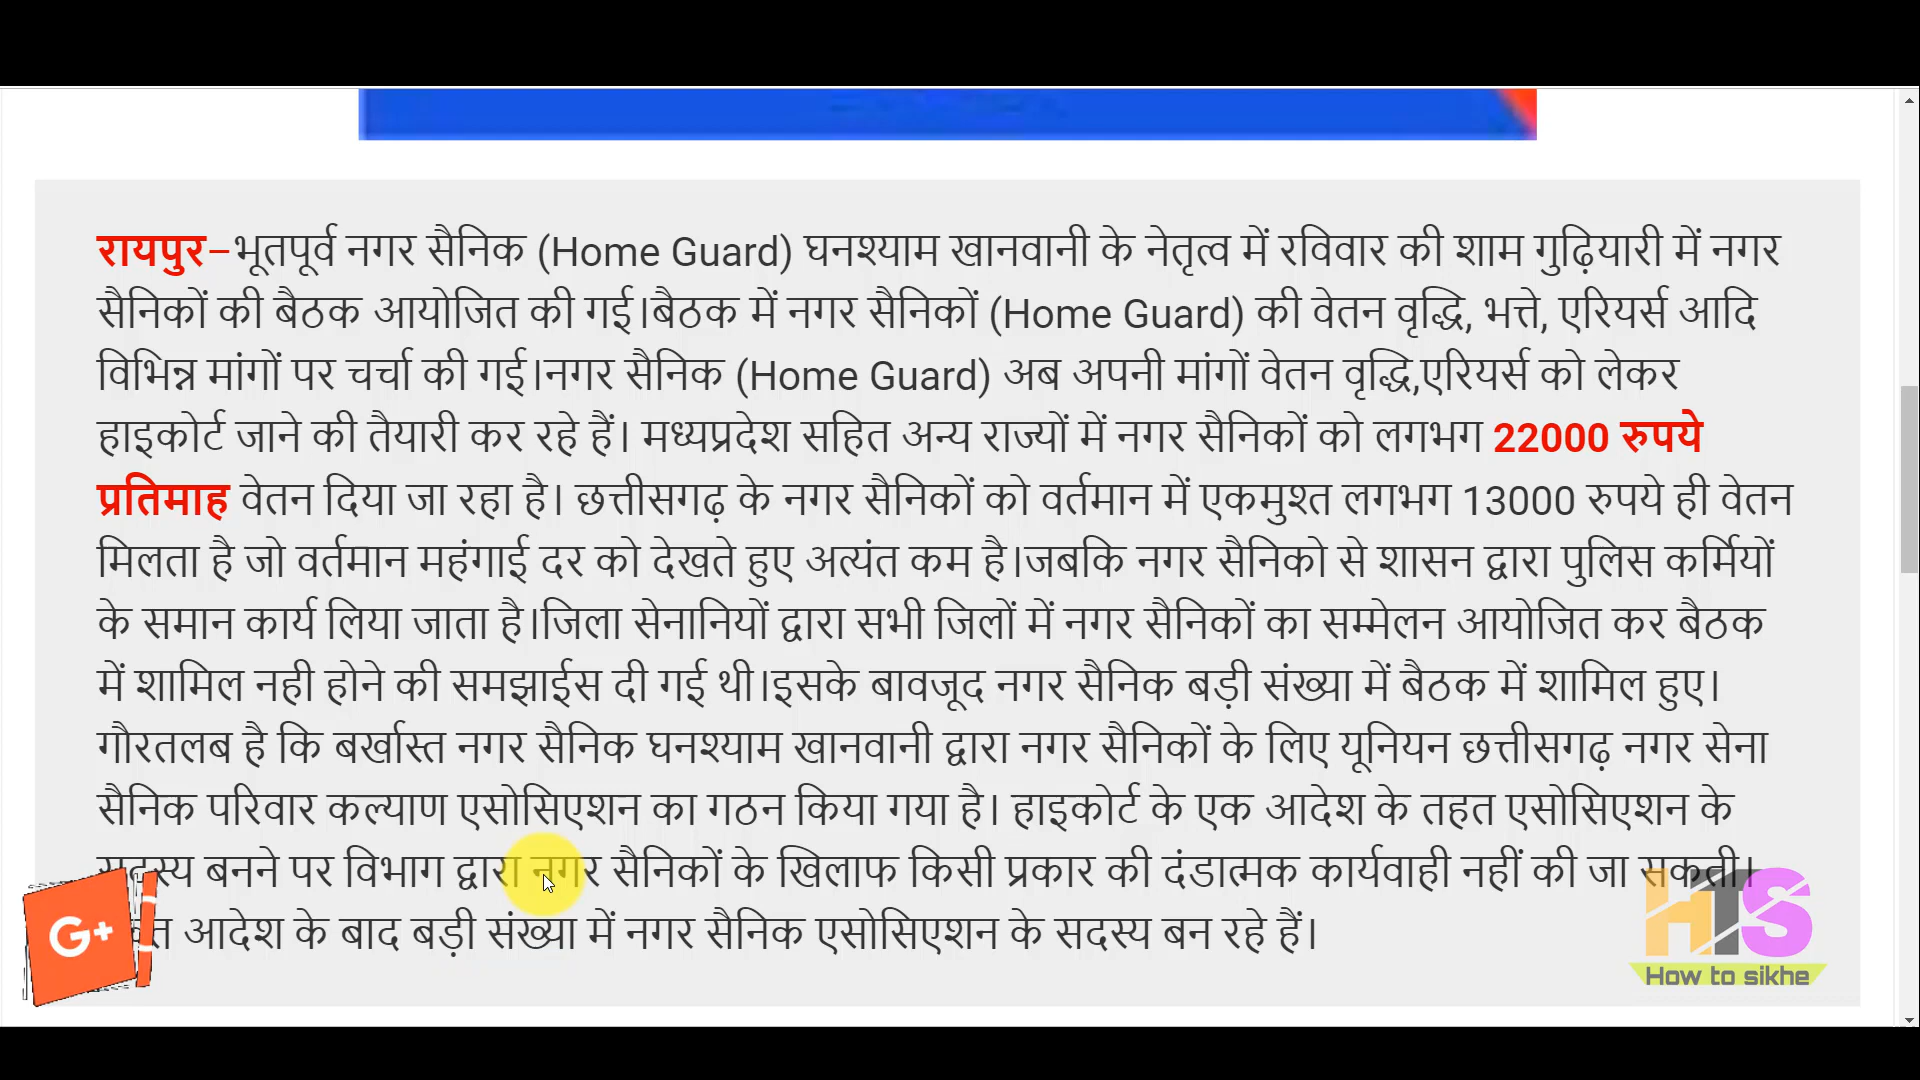 रायपुर–भूतपूर्व नगर सैनिक (Home Guard) घनश्याम खानवानी के नेतृत्व में रविवार की शाम गुढ़ियारी में नगर
सैनिकों की बैठक आयोजित की गई।बैठक में नगर सैनिकों (Home Guard) की वेतन वृद्धि, भत्ते, एरियर्स आदि
विभिन्न मांगों पर चर्चा की गई।नगर सैनिक (Home Guard) अब अपनी मांगों वेतन वृद्धि,एरियर्स को लेकर
हाइकोर्ट जाने की तैयारी कर रहे हैं। मध्यप्रदेश सहित अन्य राज्यों में नगर सैनिकों को लगभग 22000 रुपये
प्रतिमाह वेतन दिया जा रहा है। छत्तीसगढ़ के नगर सैनिकों को वर्तमान में एकमुश्त लगभग 13000 रुपये ही वेतन
मिलता है जो वर्तमान महंगाई दर को देखते हुए अत्यंत कम है।जबकि नगर सैनिको से शासन द्वारा पुलिस कर्मियों
के समान कार्य लिया जाता है।जिला सेनानियों द्वारा सभी जिलों में नगर सैनिकों का सम्मेलन आयोजित कर बैठक
में शामिल नही होने की समझाईस दी गई थी।इसके बावजूद नगर सैनिक बड़ी संख्या में बैठक में शामिल हुए।
गौरतलब है कि बर्खास्त नगर सैनिक घनश्याम खानवानी द्वारा नगर सैनिकों के लिए यूनियन छत्तीसगढ़ नगर सेना
सैनिक परिवार कल्याण एसोसिएशन का गठन किया गया है। हाइकोर्ट के एक आदेश के तहत एसोसिएशन के
सदस्य बनने पर विभाग द्वारा नगर सैनिकों के खिलाफ किसी प्रकार की दंडात्मक कार्यवाही नहीं की जा सकती।
आदेश के बाद बड़ी संख्या में नगर सैनिक एसोसिएशन के सदस्य बन रहे हैं।
G+
HTS
How to sikhe